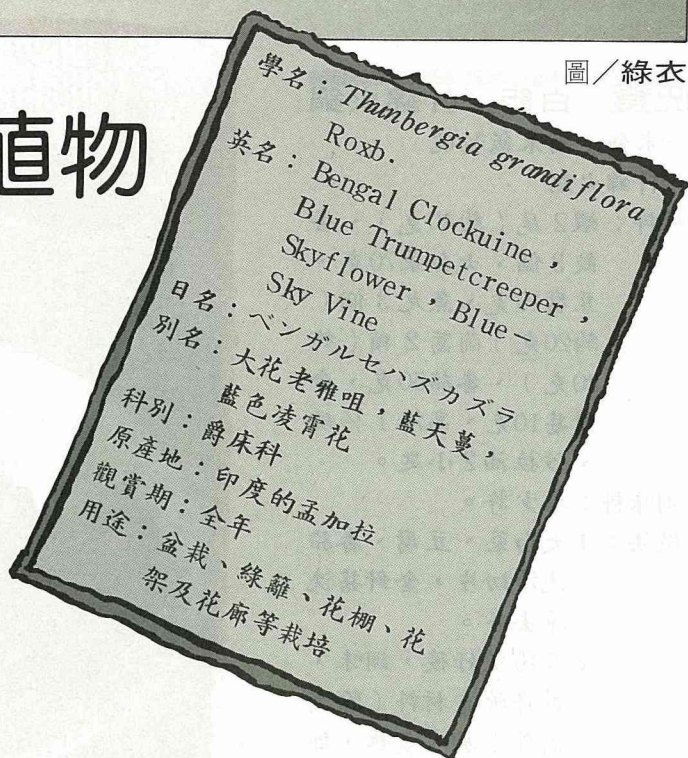 圖／綠衣
植物
學名：Thunbergia grandiflora
Roxb.
英名：Bengal Clockuine，
Blue Trumpetcreeper，
Skyflower，Blue－
Sky Vine
日名：ベンガルセハズカズラ
別名：大花老雅咀，藍天蔓，
藍色凌霄花
科別：爵床科
原產地：印度的孟加拉
觀賞期：全年
用途：盆栽、綠籬、花棚、花
架及花廊等栽培